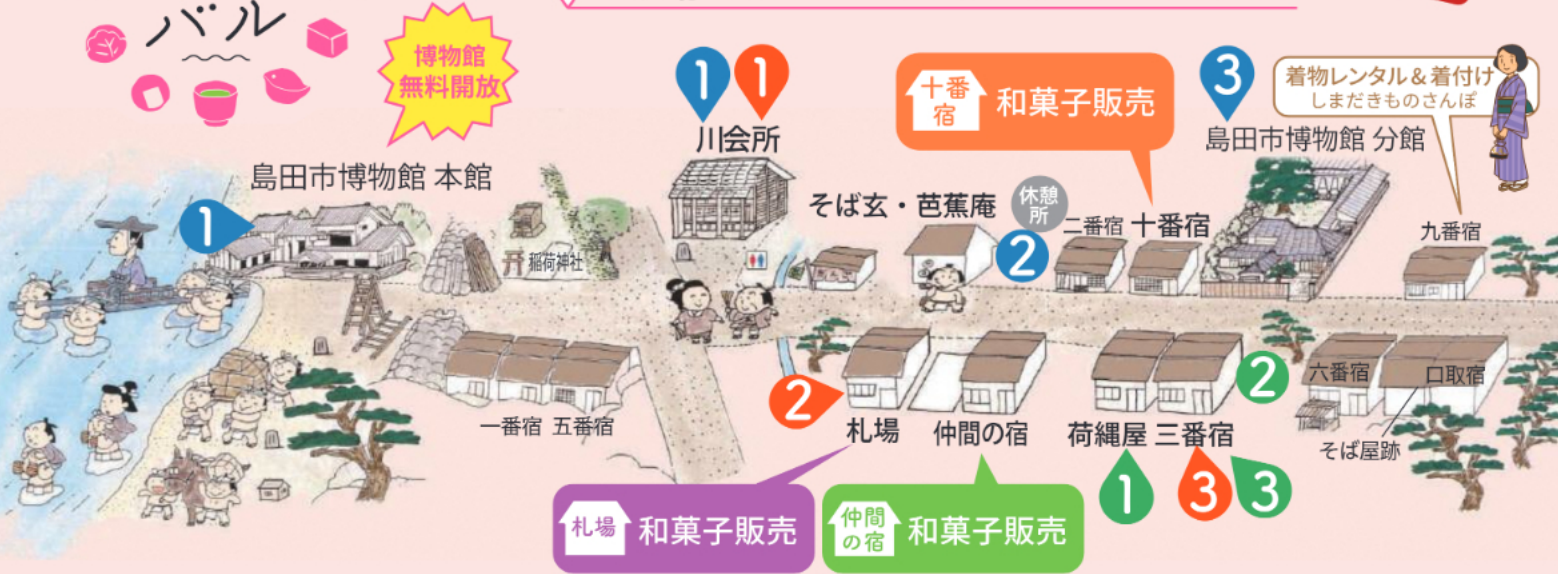 バル
博物館
無料開放
1
1
川会所
十番
宿
和菓子販売
3
島田市博物館 分館
着物レンタル&着付け
しまだきものさんぽ
島田市博物館 本館
1
稲荷神社
そば玄・芭蕉庵
休憩
所
2
二番宿
十番宿
九番宿
一番宿
五番宿
2
札場
仲間の宿
荷縄屋
三番宿
2
六番宿
口取宿
そば屋跡
1
3
3
札場
和菓子販売
仲間
の宿
和菓子販売